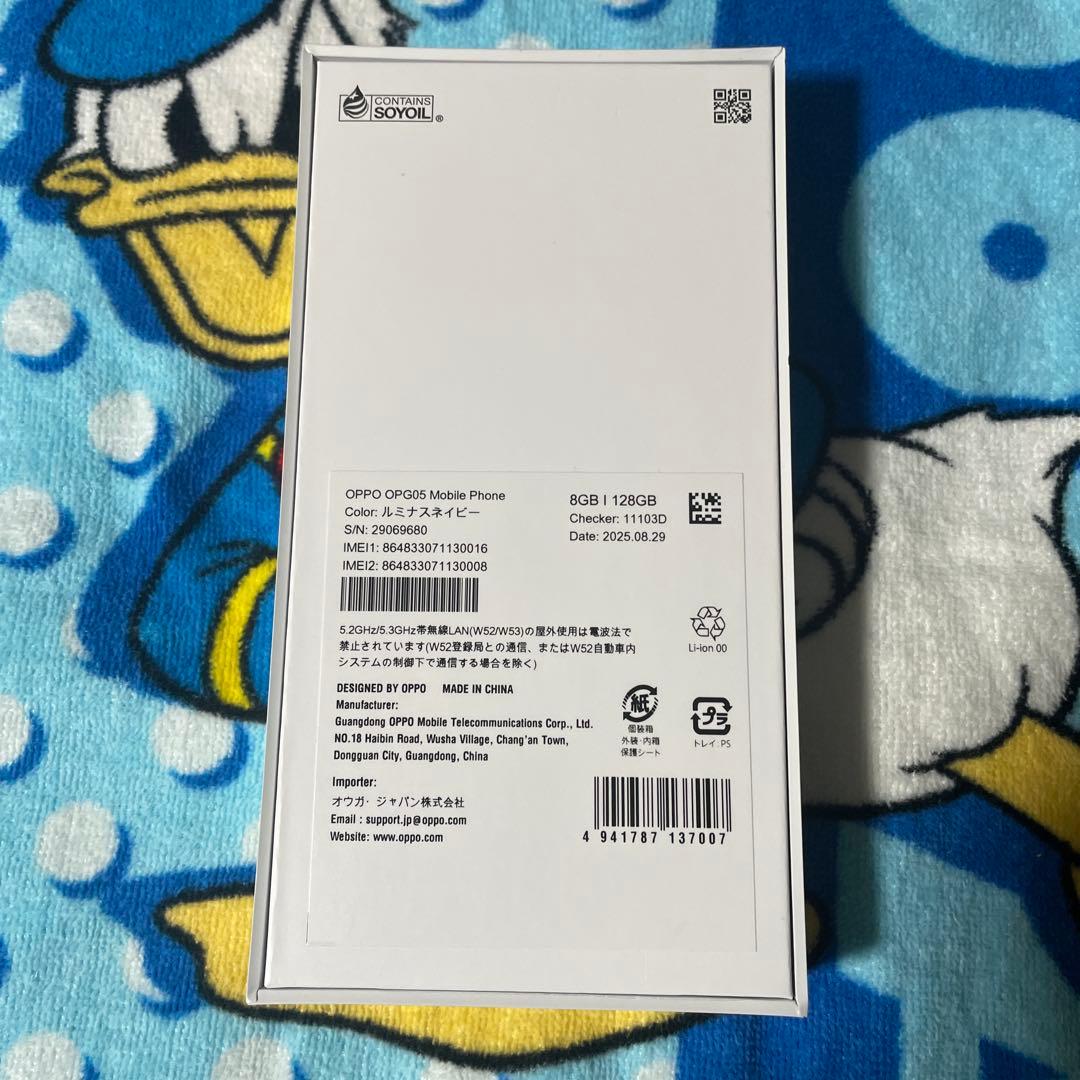 CONTAINS
SOYOIL ®
OPPO OPG05 Mobile Phone
Color: ルミナスネイビー
S/N: 29069680
IMEI1: 864833071130016
IMEI2: 864833071130008
8GB I 128GB
Checker: 11103D
Date: 2025.08.29
5.2GHz/5.3GHz帯無線LAN(W52/W53)の屋外使用は電波法で
禁止されています(W52登録局との通信、またはW52自動車内
システムの制御下で通信する場合を除く)
Li-ion 00
DESIGNED BY OPPO MADE IN CHINA
Manufacturer:
Guangdong OPPO Mobile Telecommunications Corp., Ltd.
NO.18 Haibin Road, Wusha Village, Chang'an Town,
Dongguan City, Guangdong, China
紙
個装箱
外装・内箱
保護シート
プラ
トレイ:PS
Importer:
オウガ・ジャパン株式会社
Email : support.jp@oppo.com
Website: www.oppo.com
4 941787 137007